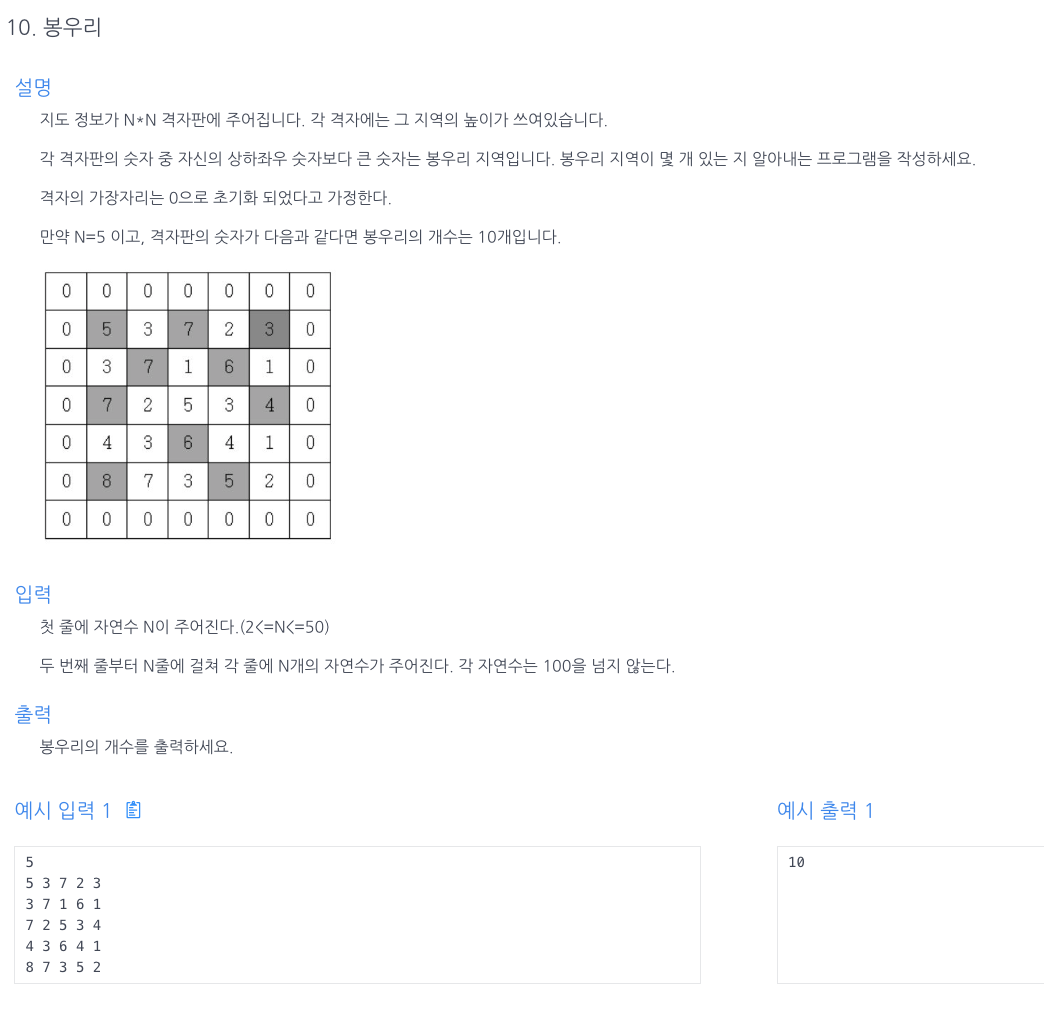 10. 봉우리
설명
지도 정보가 N*N 격자판에 주어집니다. 각 격자에는 그 지역의 높이가 쓰여있습니다.
각 격자판의 숫자 중 자신의 상하좌우 숫자보다 큰 숫자는 봉우리 지역입니다. 봉우리 지역이 몇 개 있는 지 알아내는 프로그램을 작성하세요.
격자의 가장자리는 0으로 초기화 되었다고 가정한다.
만약 N=5 이고, 격자판의 숫자가 다음과 같다면 봉우리의 개수는 10개입니다.
0 0 0 0 0 0 0
0 5 3 7 2 3 0
0 3 7 1 6 1 0
0 7 2 5 3 4 0
0 4 3 6 4 1 0
0 8 7 3 5 2 0
0 0 0 0 0 0 0
입력
첫 줄에 자연수 N이 주어진다.(2<=N<=50)
두 번째 줄부터 N줄에 걸쳐 각 줄에 N개의 자연수가 주어진다. 각 자연수는 100을 넘지 않는다.
출력
봉우리의 개수를 출력하세요.
예시 입력 1
5
5 3 7 2 3
3 7 1 6 1
7 2 5 3 4
4 3 6 4 1
8 7 3 5 2
예시 출력 1
10